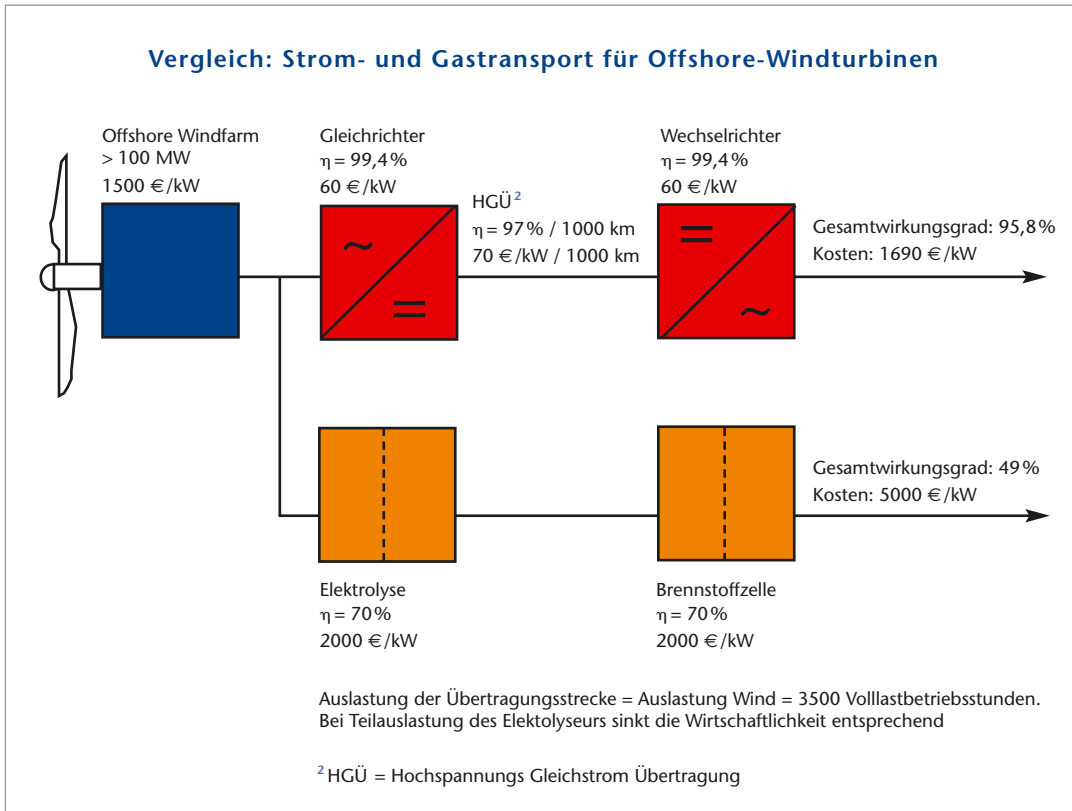 Vergleich: Strom- und Gastransport für Offshore-Windturbinen
Offshore Windfarm
> 100 MW
1500 €/kW
Gleichrichter
η = 99,4%
60 €/kW
HGÜ²
η = 97% / 1000 km
70 €/kW / 1000 km
Wechselrichter
η = 99,4%
60 €/kW
Gesamtwirkungsgrad: 95,8%
Kosten: 1690 €/kW
~
=
=
~
Gesamtwirkungsgrad: 49%
Kosten: 5000 €/kW
Elektrolyse
η = 70%
2000 €/kW
Brennstoffzelle
η = 70%
2000 €/kW
Auslastung der Übertragungsstrecke = Auslastung Wind = 3500 Volllastbetriebsstunden.
Bei Teilauslastung des Elektolyseurs sinkt die Wirtschaftlichkeit entsprechend
² HGÜ = Hochspannungs Gleichstrom Übertragung